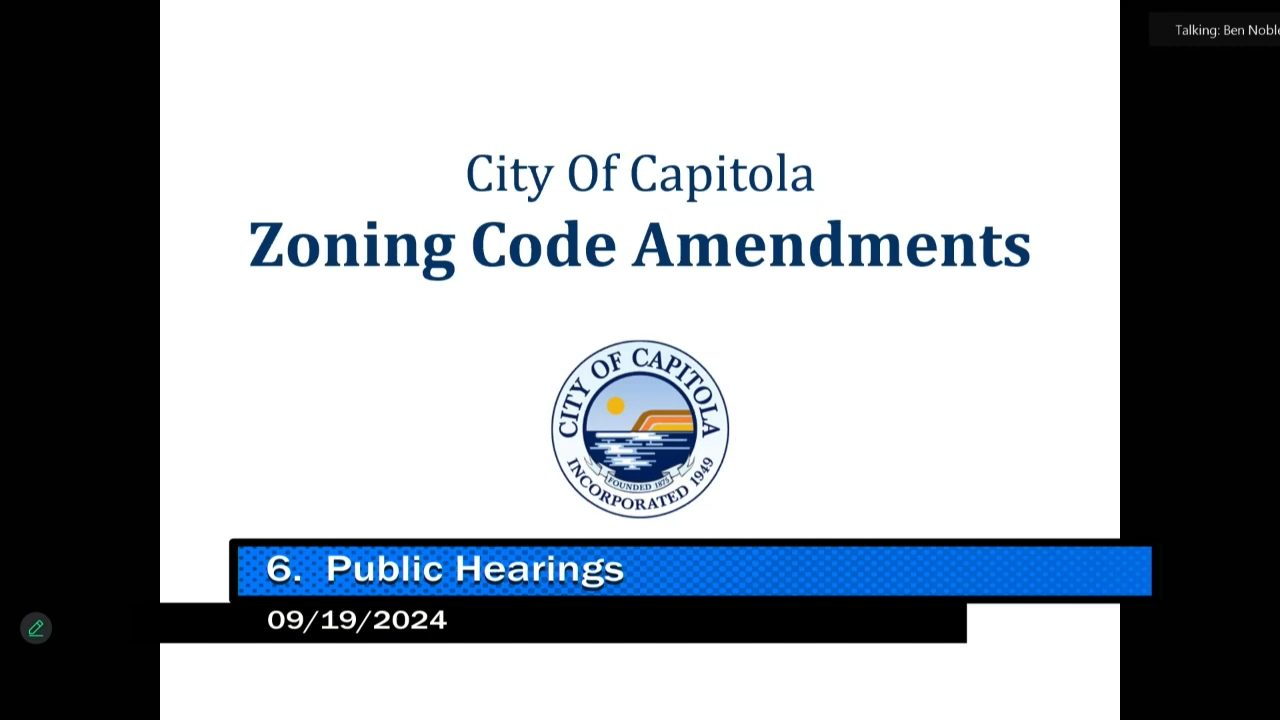 Talking: Ben Noble
City Of Capitola
Zoning Code Amendments
CITY OF CAPITOLA
FOUNDED 1875
INCORPORATED 1949
6. Public Hearings
09/19/2024